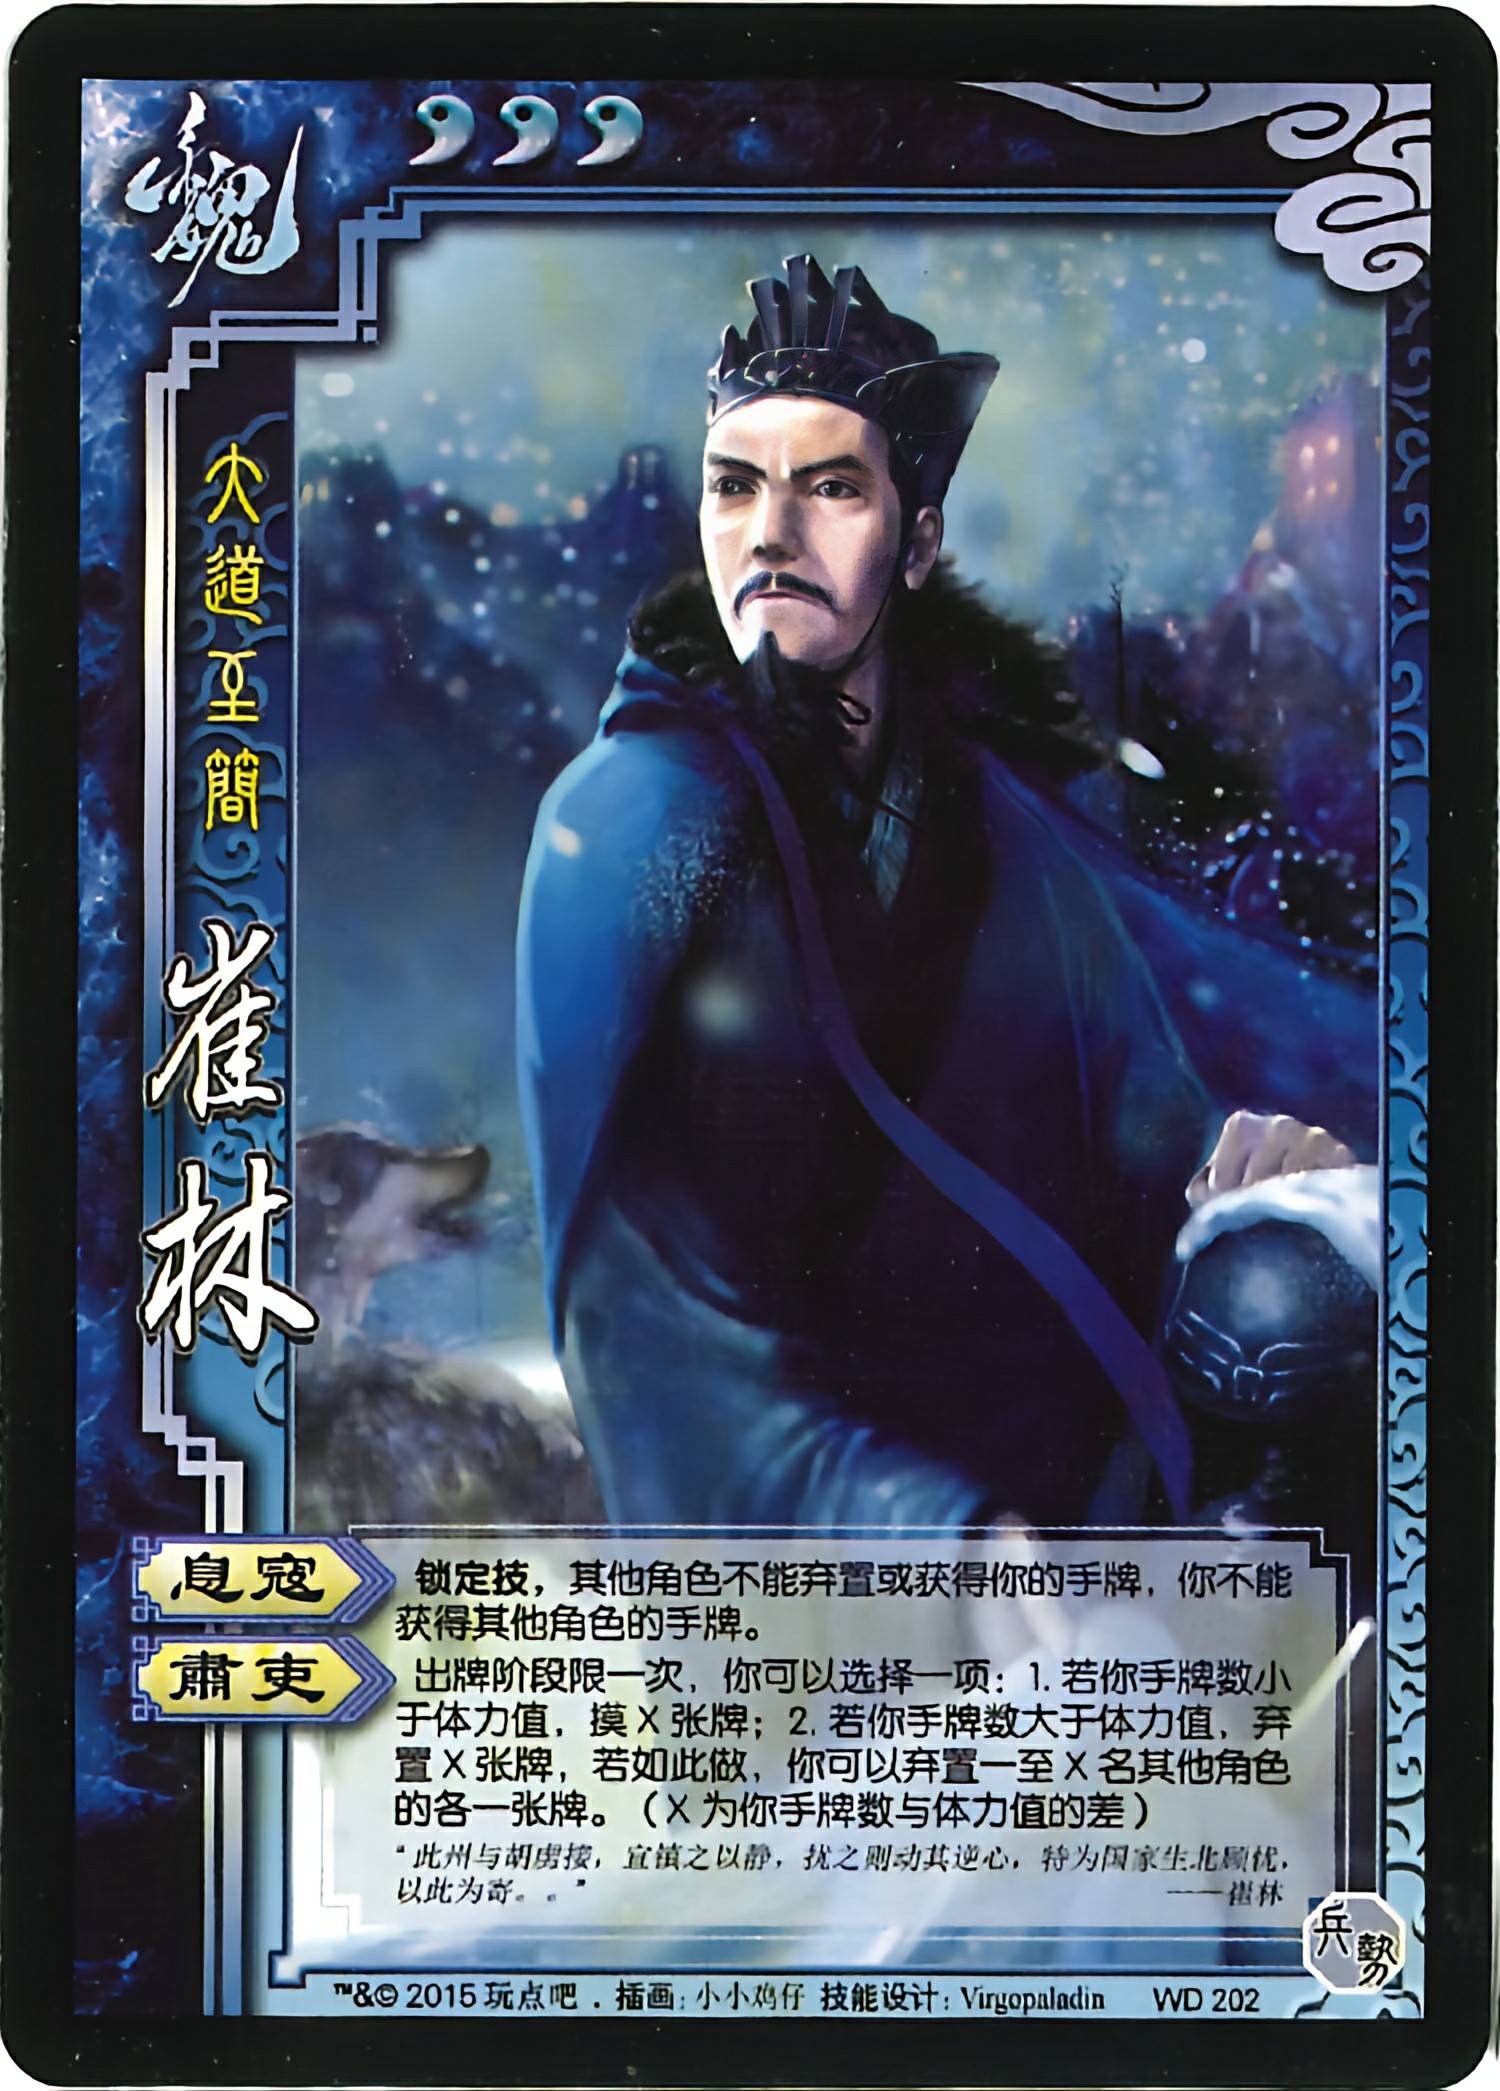 魏
大道至簡
崔林
息寇
锁定技，其他角色不能弃置或获得你的手牌，你不能
获得其他角色的手牌。
肃吏
出牌阶段限一次，你可以选择一项：1. 若你手牌数小
于体力值，摸 X 张牌；2. 若你手牌数大于体力值，弃
置 X 张牌，若如此做，你可以弃置一至 X 名其他角色
的各一张牌。（X 为你手牌数与体力值的差）
“此州与胡虏接，宜镇之以静，扰之则动其逆心，特为国家生北顾忧，
以此为寄。。”
——崔林
兵势
™&© 2015 玩点吧 . 插画: 小小鸡仔 技能设计: Virgopaladin WD 202